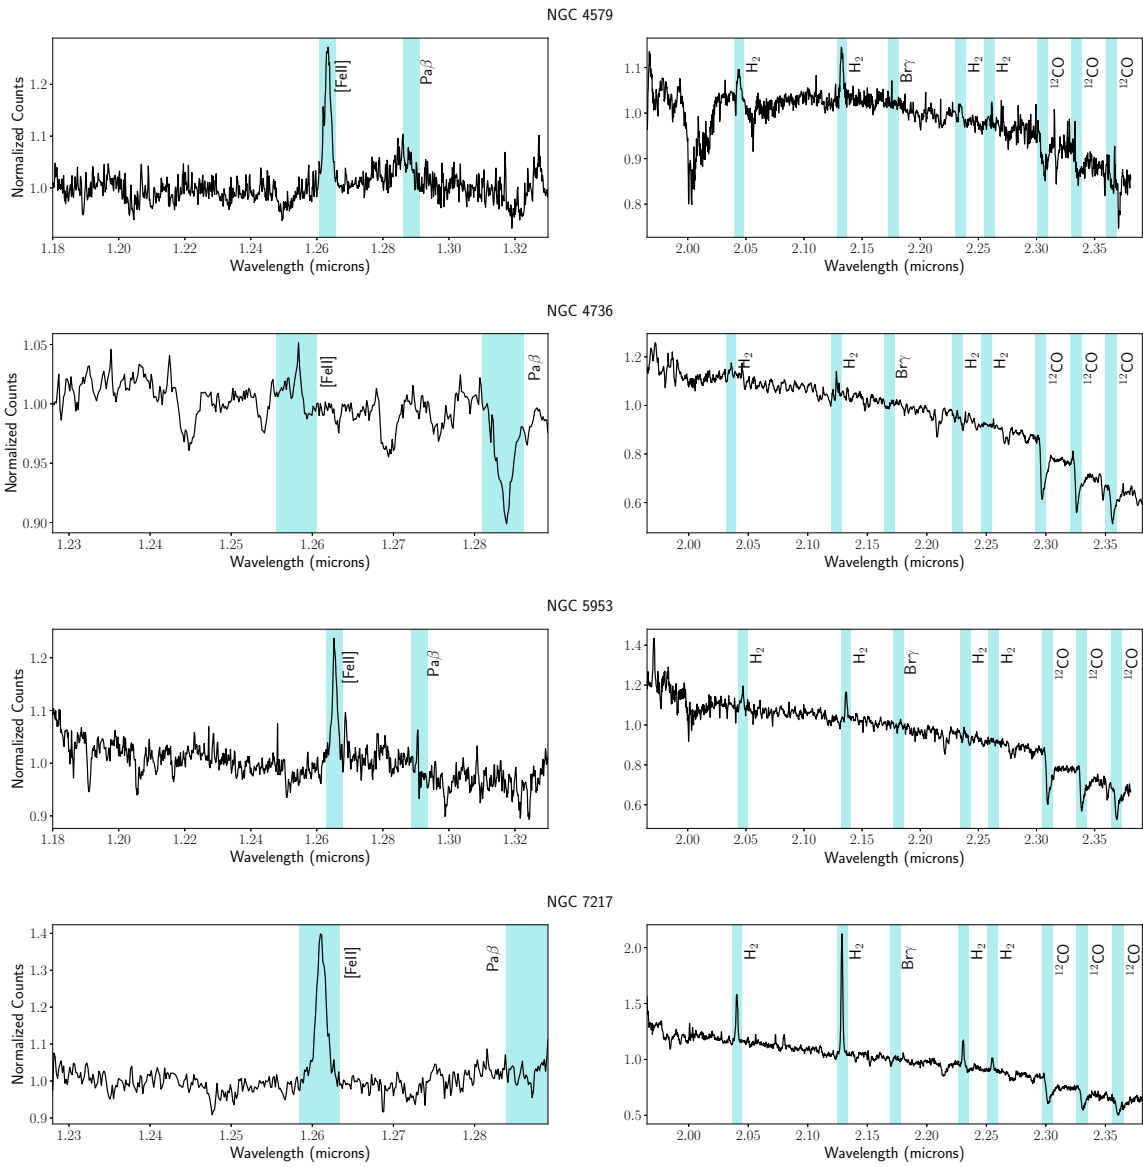 NGC 4579
Normalized Counts
1.2
1.1
1.0
[FeII]
Paβ
1.18 1.20 1.22 1.24 1.26 1.28 1.30 1.32
Wavelength (microns)
1.1
1.0
0.9
0.8
H₂ H₂ Brγ H₂ H₂ ¹²CO ¹²CO ¹²CO
2.00 2.05 2.10 2.15 2.20 2.25 2.30 2.35
Wavelength (microns)
NGC 4736
Normalized Counts
1.05
1.00
0.95
0.90
[FeII]
Paβ
1.23 1.24 1.25 1.26 1.27 1.28
Wavelength (microns)
1.2
1.0
0.8
0.6
H₂ H₂ Brγ H₂ H₂ ¹²CO ¹²CO ¹²CO
2.00 2.05 2.10 2.15 2.20 2.25 2.30 2.35
Wavelength (microns)
NGC 5953
Normalized Counts
1.2
1.1
1.0
0.9
[FeII]
Paβ
1.18 1.20 1.22 1.24 1.26 1.28 1.30 1.32
Wavelength (microns)
1.4
1.2
1.0
0.8
0.6
H₂ H₂ Brγ H₂ H₂ ¹²CO ¹²CO ¹²CO
2.00 2.05 2.10 2.15 2.20 2.25 2.30 2.35
Wavelength (microns)
NGC 7217
Normalized Counts
1.4
1.3
1.2
1.1
1.0
0.9
[FeII]
Paβ
1.23 1.24 1.25 1.26 1.27 1.28
Wavelength (microns)
2.0
1.5
1.0
0.5
H₂ H₂ Brγ H₂ H₂ ¹²CO ¹²CO ¹²CO
2.00 2.05 2.10 2.15 2.20 2.25 2.30 2.35
Wavelength (microns)